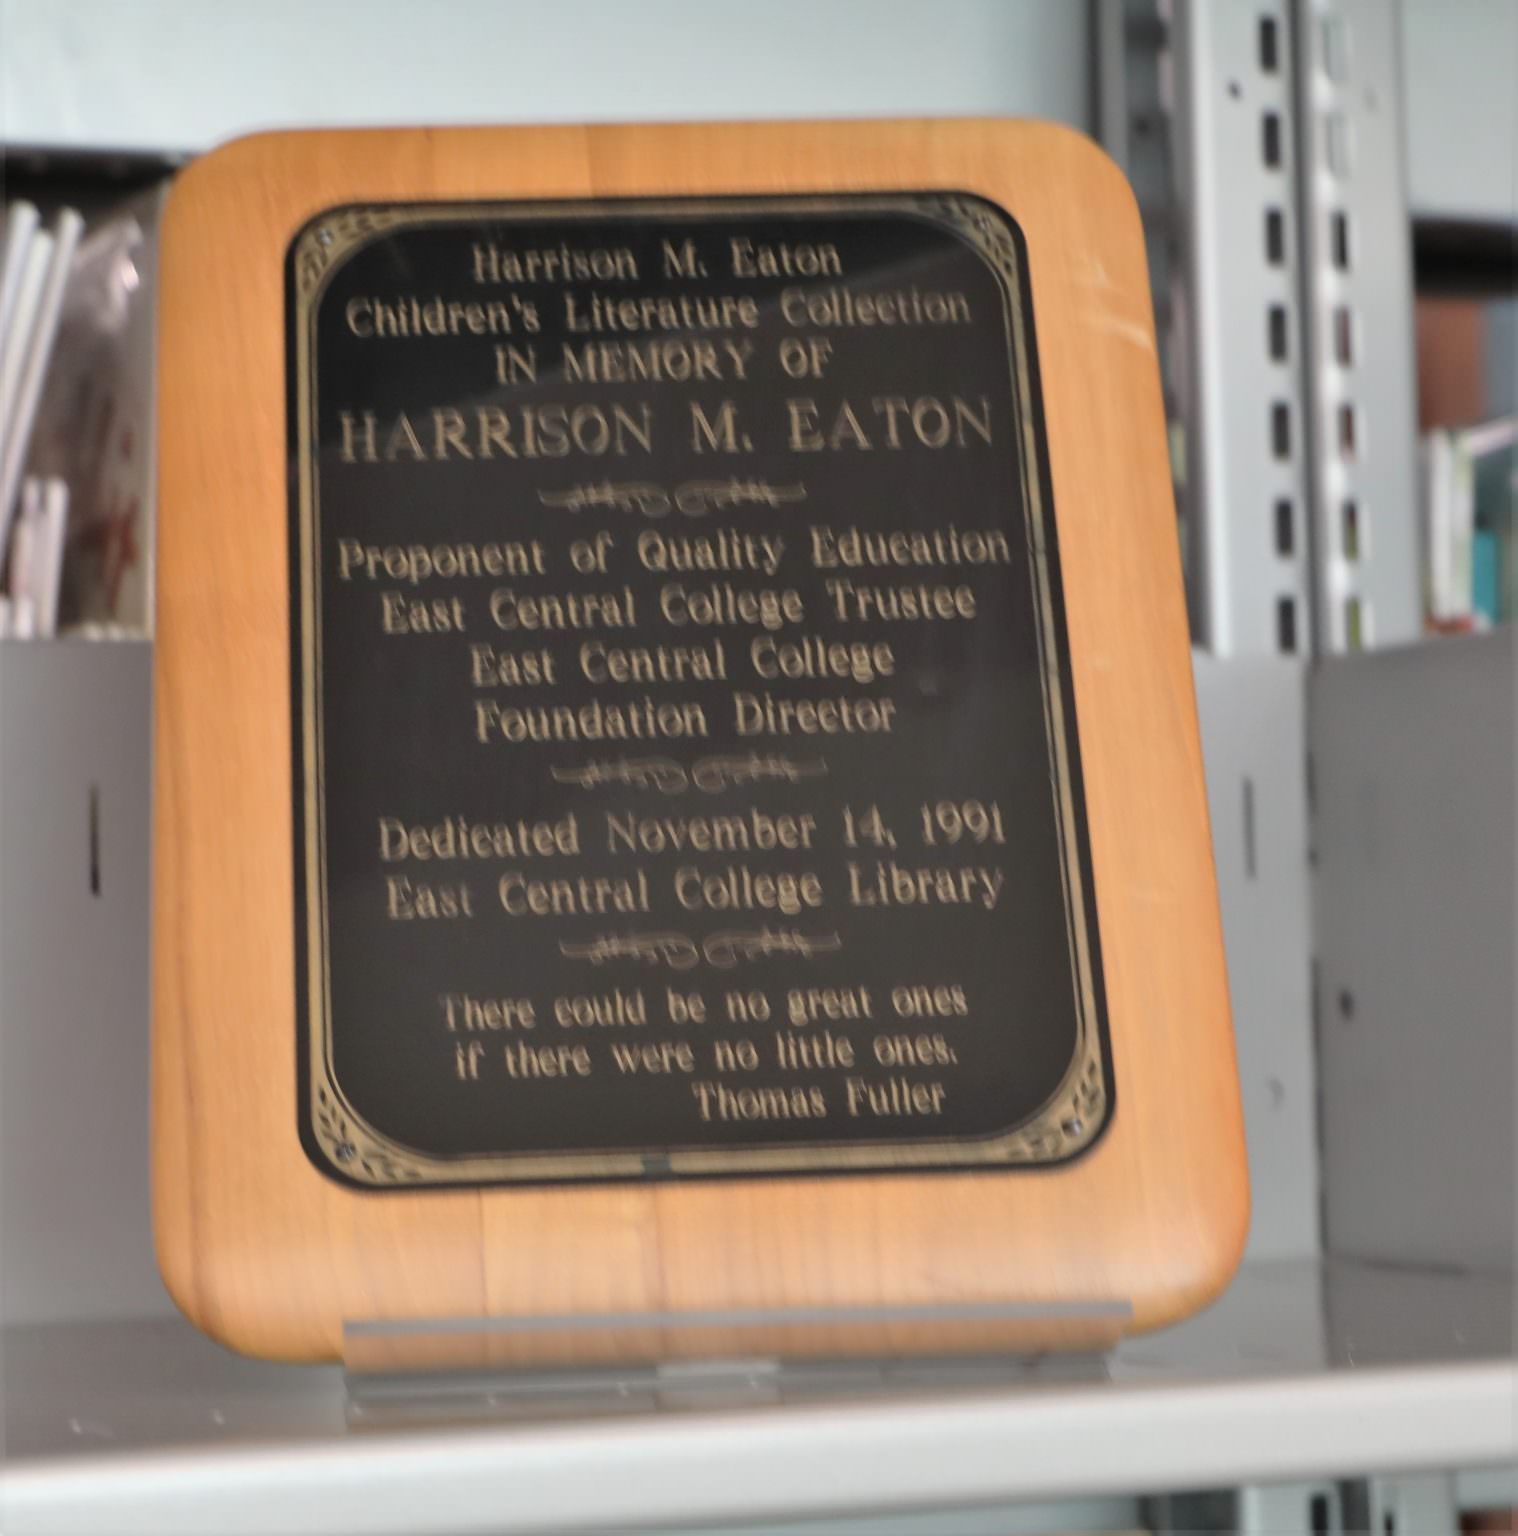 Harrison M. Eaton
Children's Literature Collection
IN MEMORY OF
HARRISON M. EATON
Proponent of Quality Education
East Central College Trustee
East Central College
Foundation Director
Dedicated November 14, 1991
East Central College Library
There could be no great ones
if there were no little ones.
Thomas Fuller